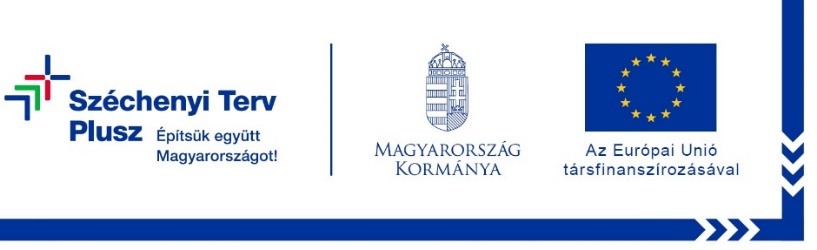 Széchenyi Terv
Plusz Építsük együtt
Magyarországot!
MAGYARORSZÁG
KORMÁNYA
Az Európai Unió
társfinanszírozásával